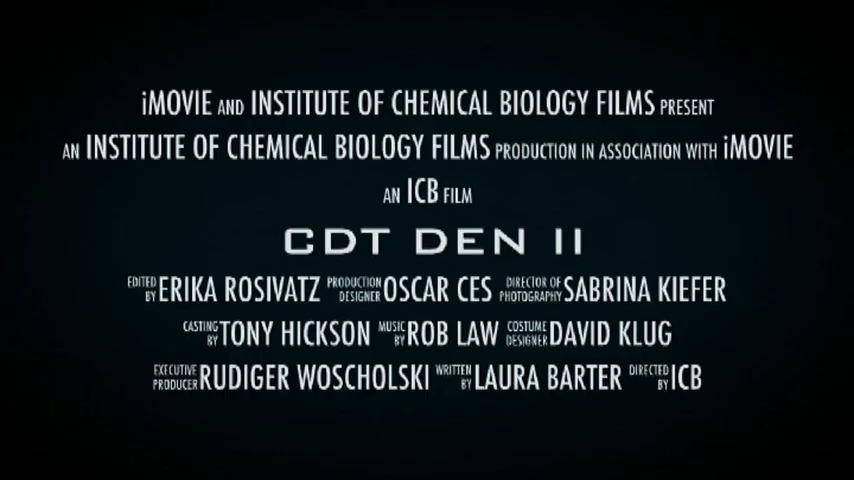 iMOVIE AND INSTITUTE OF CHEMICAL BIOLOGY FILMS PRESENT
AN INSTITUTE OF CHEMICAL BIOLOGY FILMS PRODUCTION IN ASSOCIATION WITH iMOVIE
AN ICB FILM
CDT DEN II
EDITED BY ERIKA ROSIVATZ PRODUCTION DESIGNER OSCAR CES DIRECTOR OF PHOTOGRAPHY SABRINA KIEFER
CASTING BY TONY HICKSON MUSIC BY ROB LAW COSTUME DESIGNER DAVID KLUG
EXECUTIVE PRODUCER RUDIGER WOSCHOLSKI WRITTEN BY LAURA BARTER DIRECTED BY ICB